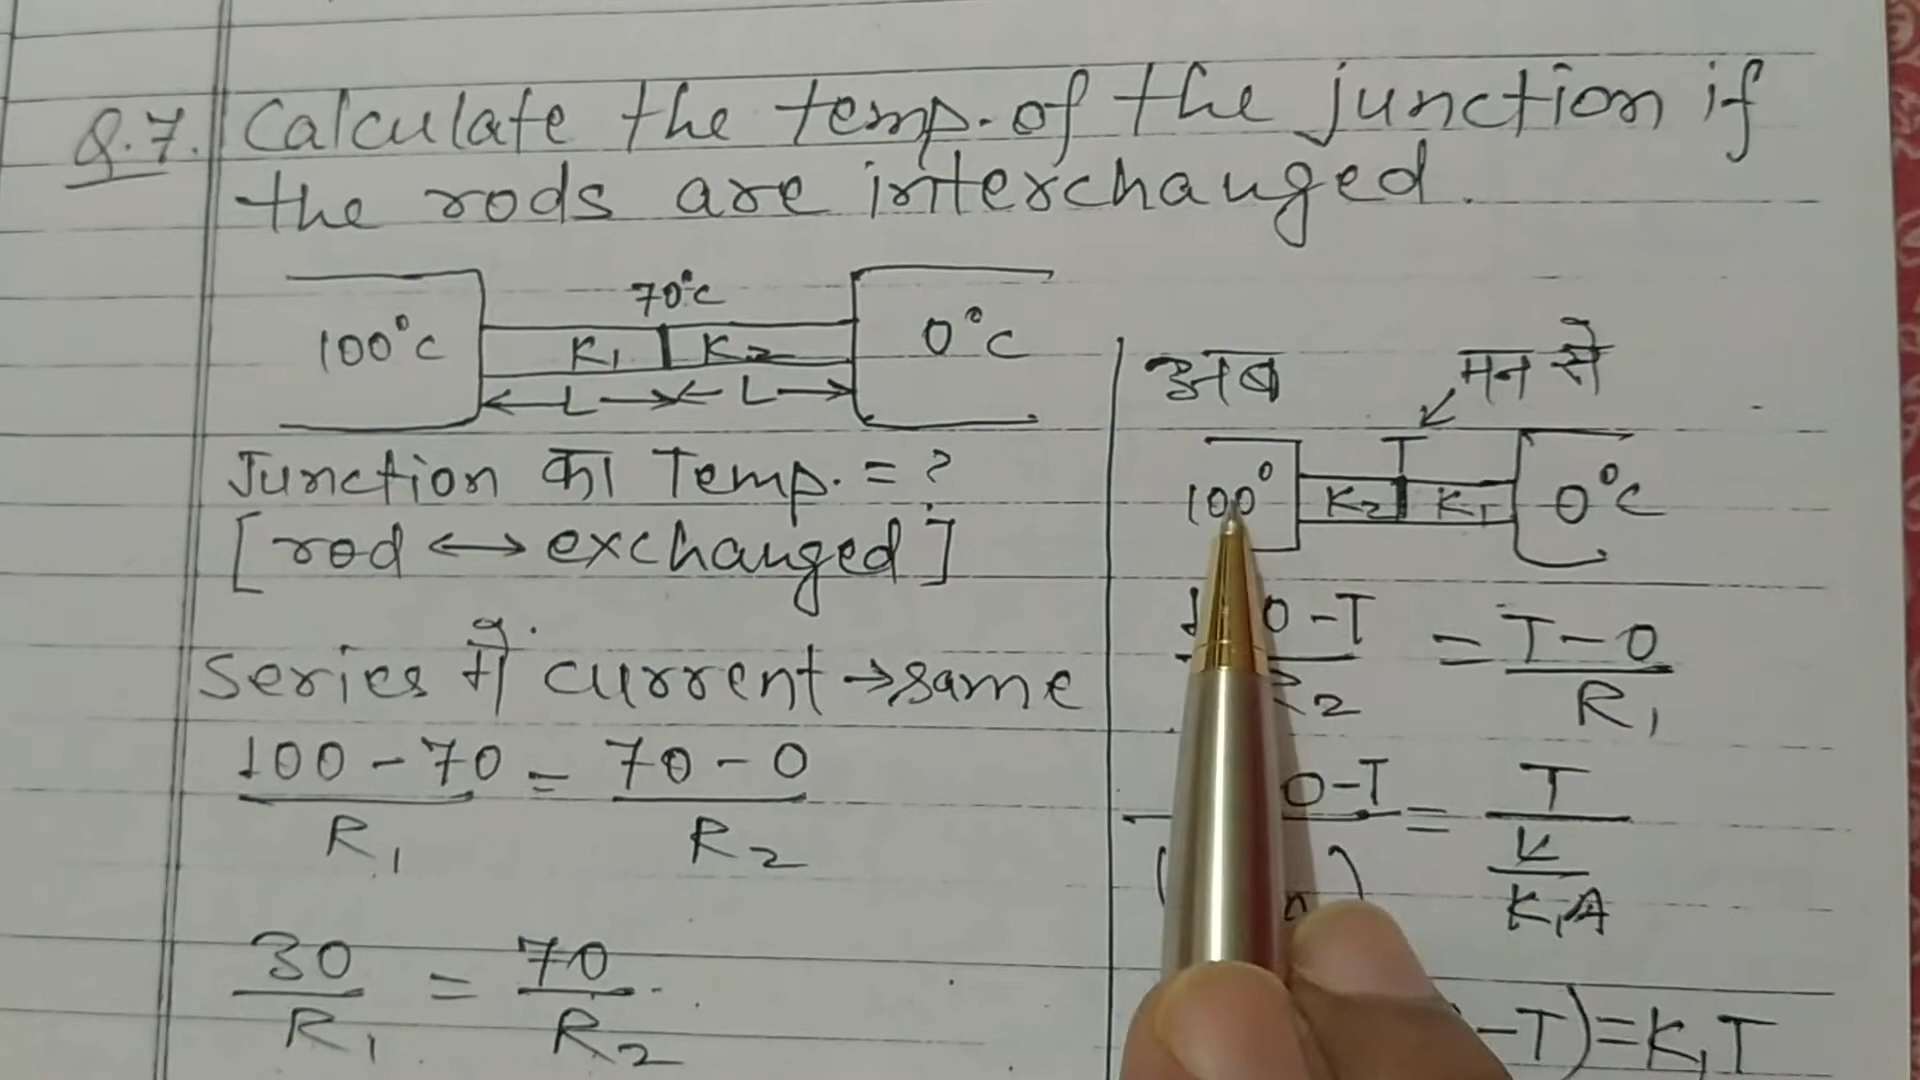 Q.7. Calculate the temp. of the junction if
the rods are interchanged.
70°C
100°C K₁ K₂ 0°C
L L
Junction का Temp. = ?
[rod ↔ exchanged]
series में current → same
100 - 70 = 70 - 0
R₁ R₂
30 = 70
R₁ R₂
अब मन से
T
100° K₂ K₁ 0°C
-T = T - 0
2 R₁
0-T = T
K₁A
-T) = K₁T